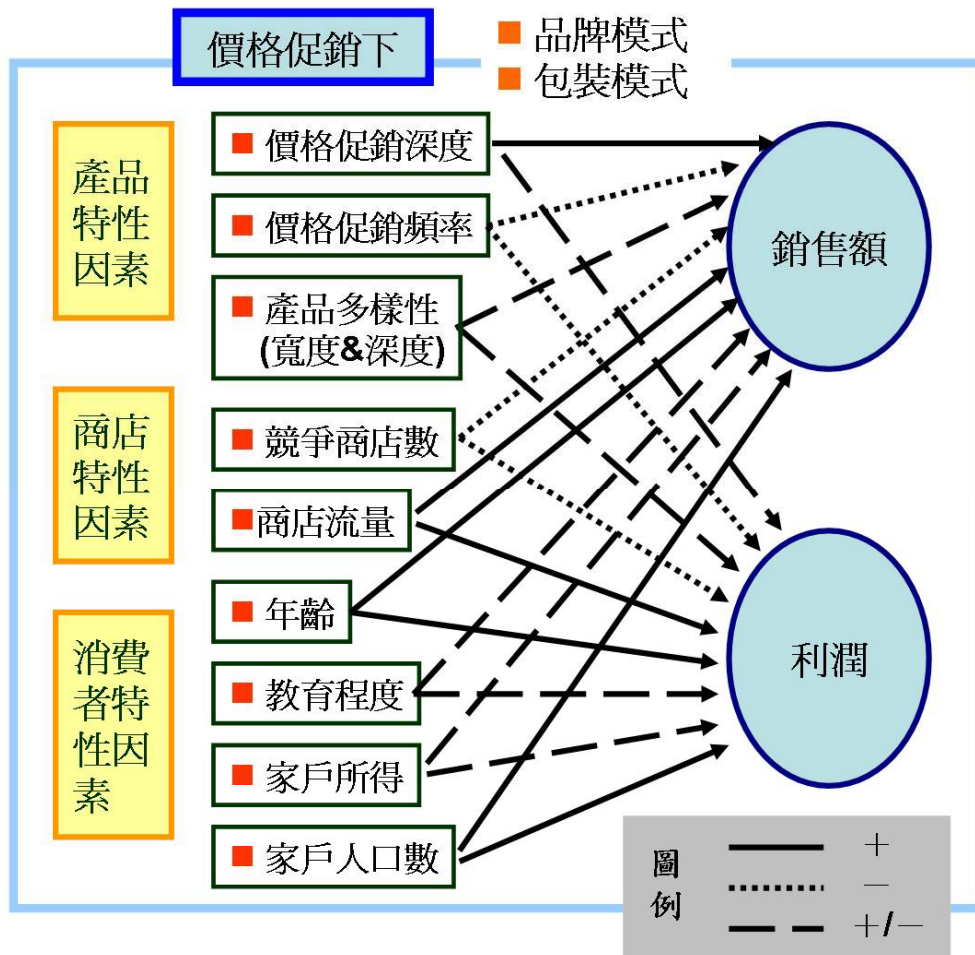 價格促銷下
■ 品牌模式
■ 包裝模式
產品
特性
因素
■ 價格促銷深度
■ 價格促銷頻率
■ 產品多樣性
(寬度&深度)
商店
特性
因素
■ 競爭商店數
■商店流量
消費
者特
性因
素
■ 年齡
■ 教育程度
■ 家戶所得
■ 家戶人口數
銷售額
利潤
圖
例
＋
－
＋/－